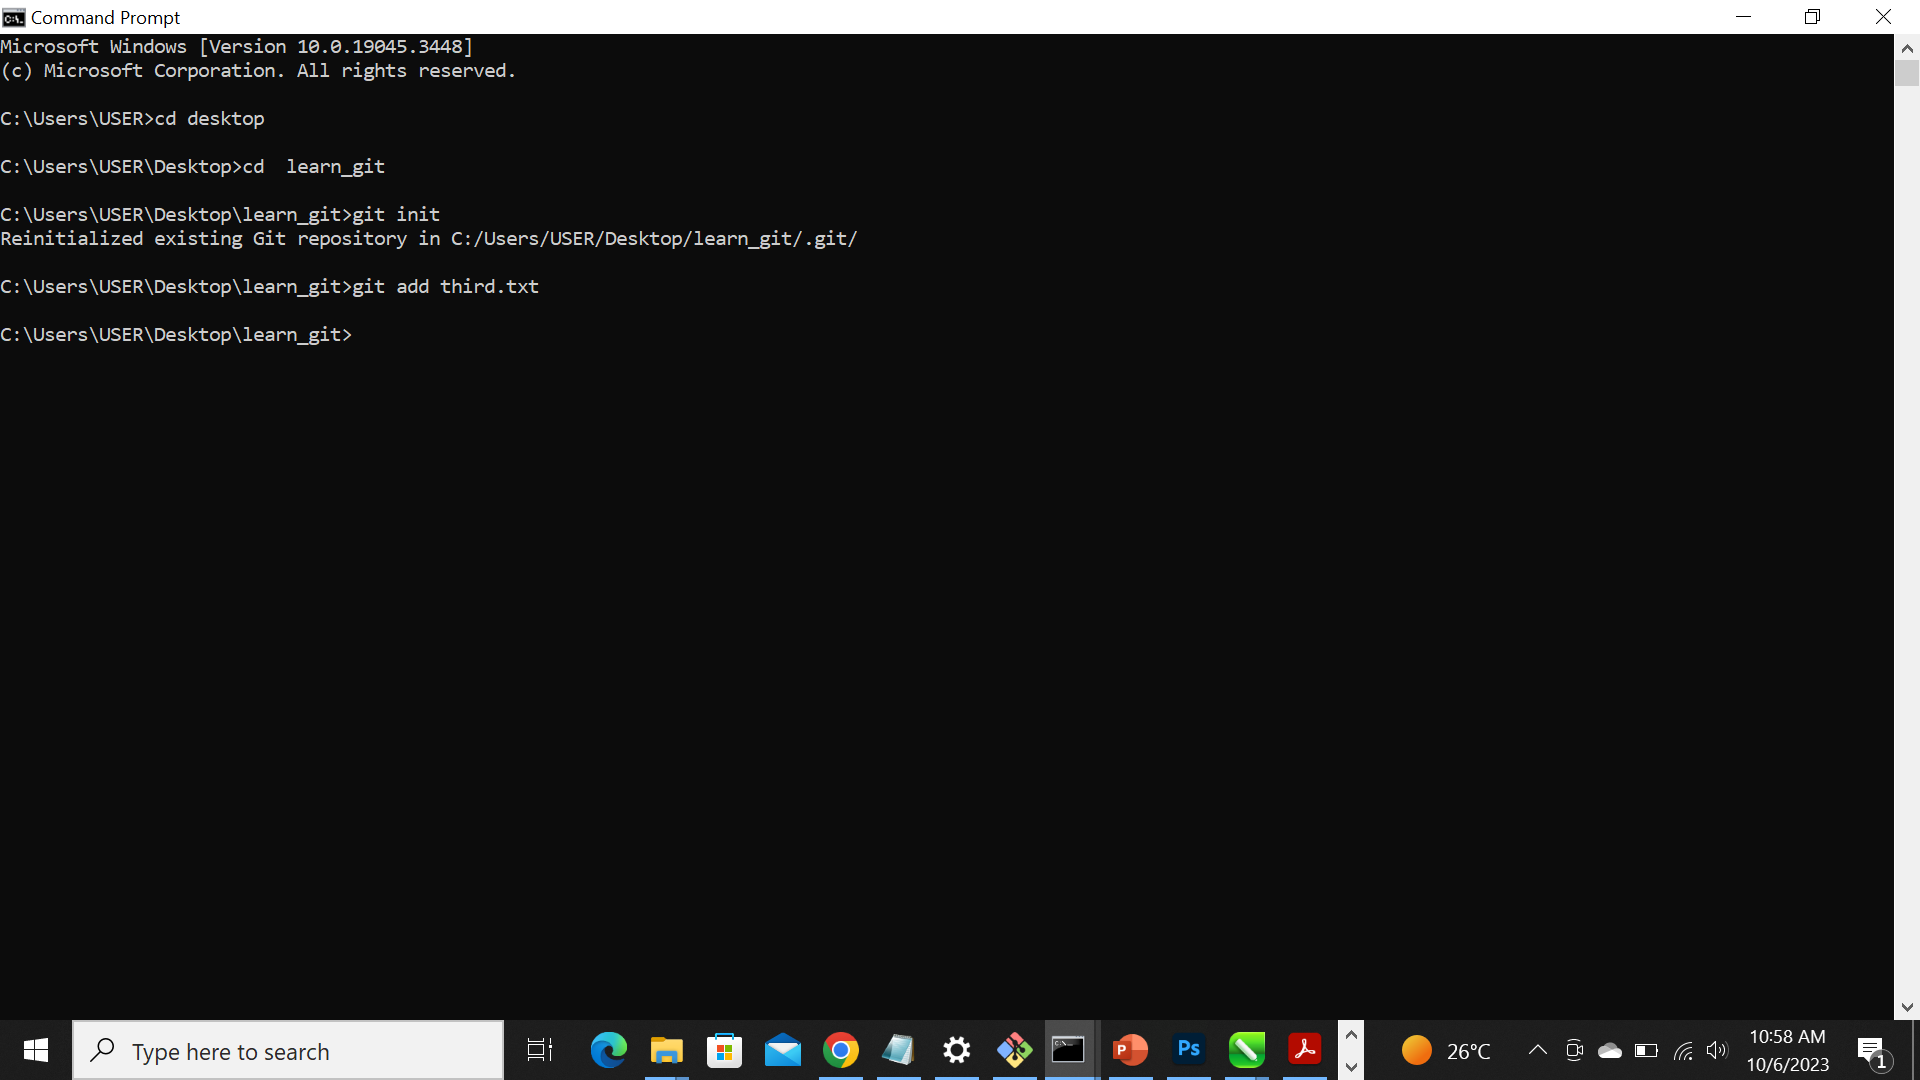 Command Prompt
Microsoft Windows [Version 10.0.19045.3448]
(c) Microsoft Corporation. All rights reserved.
C:\Users\USER>cd desktop
C:\Users\USER\Desktop>cd  learn_git
C:\Users\USER\Desktop\learn_git>git init
Reinitialized existing Git repository in C:/Users/USER/Desktop/learn_git/.git/
C:\Users\USER\Desktop\learn_git>git add third.txt
C:\Users\USER\Desktop\learn_git>
Type here to search
P
Ps
26°C
10:58 AM
10/6/2023
1